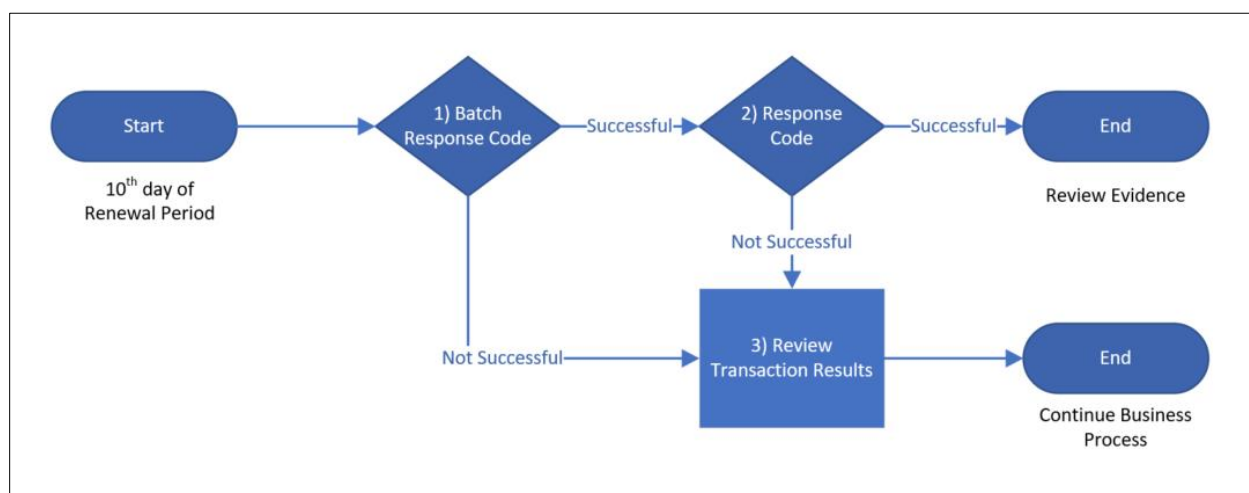 Start
10th day of
Renewal Period
1) Batch
Response Code
Successful
2) Response
Code
Successful
End
Review Evidence
Not Successful
Not Successful
3) Review
Transaction Results
End
Continue Business
Process